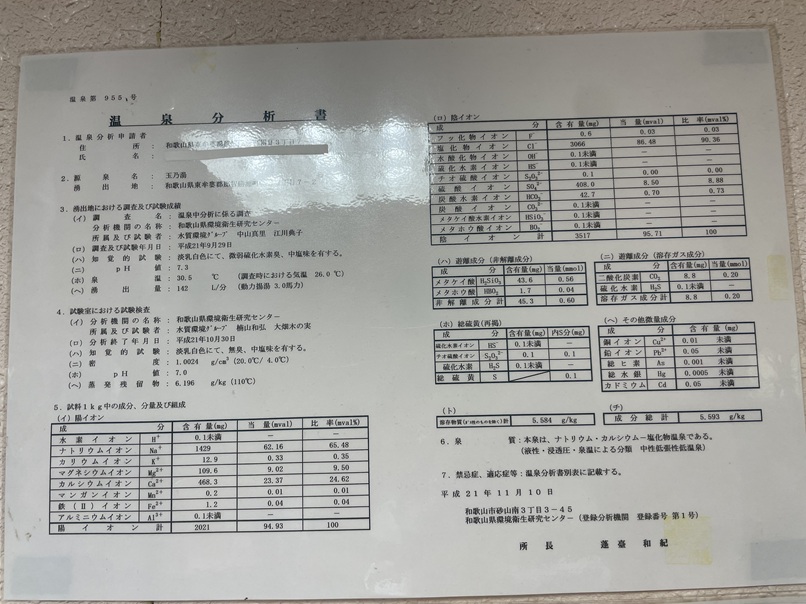 温泉第 955 号
温泉分析書
1．温泉分析申請者
住所：和歌山県東牟婁
氏名：
2．源泉名：玉乃湯
湧出地：和歌山県東牟婁郡那智勝浦
3．湧出地における調査及び試験成績
(イ) 調査名：温泉中分析に係る調査
分析機関の名称：和歌山県環境衛生研究センター
所属及び試験者：水質環境グループ 中山真里 江川典子
(ロ) 調査及び試験年月日：平成21年9月29日
(ハ) 知覚的試験：淡乳白色にて、微弱硫化水素臭、中塩味を有する。
(ニ) pH値：7.3
(ホ) 泉温：30.5 ℃ （調査時における気温 26.0 ℃）
(ヘ) 湧出量：142 L/分 （動力揚湯 3.0馬力）
4．試験室における試験検査
(イ) 分析機関の名称：和歌山県環境衛生研究センター
所属及び試験者：水質環境グループ 楠山和弘 大畑木の実
(ロ) 分析終了年月日：平成21年10月30日
(ハ) 知覚的試験：淡乳白色にて、無臭、中塩味を有する。
(ニ) 密度：1.0024 g/cm³ (20.0℃/ 4.0℃)
(ホ) pH値：7.0
(ヘ) 蒸発残留物：6.196 g/kg (110℃)
5．試料1kg中の成分、分量及び組成
(イ) 陽イオン
成分 含有量(mg) 当量(mval) 比率(mval%)
水素イオン H⁺ 0.1未満 － －
ナトリウムイオン Na⁺ 1429 62.16 65.48
カリウムイオン K⁺ 12.9 0.33 0.35
マグネシウムイオン Mg²⁺ 109.6 9.02 9.50
カルシウムイオン Ca²⁺ 468.3 23.37 24.62
マンガンイオン Mn²⁺ 0.2 0.01 0.01
鉄(II)イオン Fe²⁺ 1.2 0.04 0.04
アルミニウムイオン Al³⁺ 0.1未満 － －
陽イオン計 2021 94.93 100
(ロ) 陰イオン
成分 含有量(mg) 当量(mval) 比率(mval%)
フッ化物イオン F⁻ 0.6 0.03 0.03
塩化物イオン Cl⁻ 3066 86.48 90.36
水酸化物イオン OH⁻ 0.1未満 － －
硫化水素イオン HS⁻ 0.1未満 － －
チオ硫酸イオン S₂O₃²⁻ 0.1 0.00 0.00
硫酸イオン SO₄²⁻ 408.0 8.50 8.88
炭酸水素イオン HCO₃⁻ 42.7 0.70 0.73
炭酸イオン CO₃²⁻ 0.1未満 － －
メタケイ酸水素イオン HSiO₃⁻ 0.1未満 － －
メタホウ酸イオン BO₂⁻ 0.1未満 － －
陰イオン計 3517 95.71 100
(ハ) 遊離成分 (非解離成分)
成分 含有量(mg) 当量(mmol)
メタケイ酸 H₂SiO₃ 43.6 0.56
メタホウ酸 HBO₂ 1.7 0.04
非解離成分計 45.3 0.60
(ニ) 遊離成分 (溶存ガス成分)
成分 含有量(mg) 当量(mmol)
二酸化炭素 CO₂ 8.8 0.20
硫化水素 H₂S 0.1未満 －
溶存ガス成分計 8.8 0.20
(ホ) 総硫黄(再掲)
成分 含有量(mg) 内S分(mg)
硫化水素イオン HS⁻ 0.1未満 －
チオ硫酸イオン S₂O₃²⁻ 0.1 0.1
硫化水素 H₂S 0.1未満 －
総硫黄 S 0.1
(ヘ) その他微量成分
成分 含有量 (mg)
銅イオン Cu²⁺ 0.01 未満
鉛イオン Pb²⁺ 0.05 未満
総ヒ素 As 0.001 未満
総水銀 Hg 0.0005 未満
カドミウム Cd 0.05 未満
(ト)
溶存物質(ガス性のものを除く)計 5.584 g/kg
(チ)
成分総計 5.593 g/kg
6．泉質：本泉は、ナトリウム・カルシウム－塩化物温泉である。
（液性・浸透圧・泉温による分類 中性低張性低温泉）
7．禁忌症、適応症等：温泉分析書別表に記載する。
平成 21年 11月 10日
和歌山市砂山南3丁目3－45
和歌山県環境衛生研究センター（登録分析機関 登録番号 第1号）
所長 蓬臺 和紀